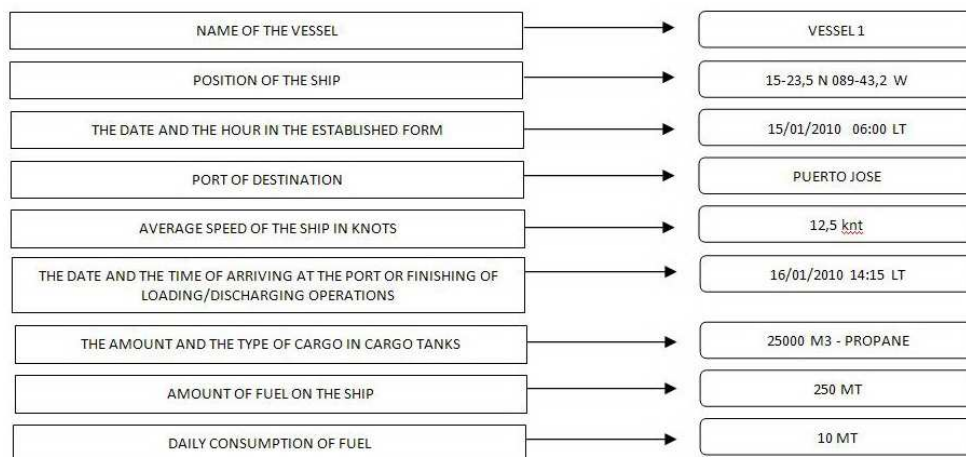 NAME OF THE VESSEL
VESSEL 1
POSITION OF THE SHIP
15-23,5 N 089-43,2 W
THE DATE AND THE HOUR IN THE ESTABLISHED FORM
15/01/2010 06:00 LT
PORT OF DESTINATION
PUERTO JOSE
AVERAGE SPEED OF THE SHIP IN KNOTS
12,5 knt
THE DATE AND THE TIME OF ARRIVING AT THE PORT OR FINISHING OF
LOADING/DISCHARGING OPERATIONS
16/01/2010 14:15 LT
THE AMOUNT AND THE TYPE OF CARGO IN CARGO TANKS
25000 M3 - PROPANE
AMOUNT OF FUEL ON THE SHIP
250 MT
DAILY CONSUMPTION OF FUEL
10 MT